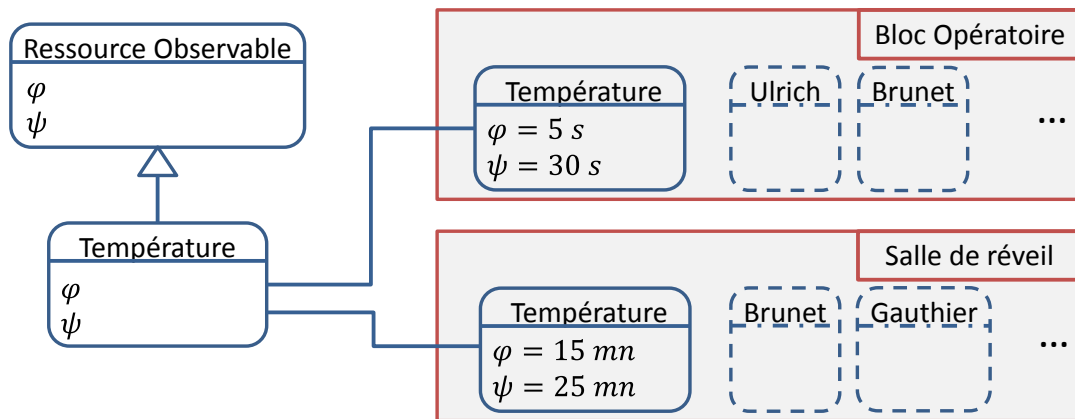 Ressource Observable
φ
ψ
Température
φ
ψ
Bloc Opératoire
Température
φ = 5 s
ψ = 30 s
Ulrich
Brunet
...
Salle de réveil
Température
φ = 15 mn
ψ = 25 mn
Brunet
Gauthier
...